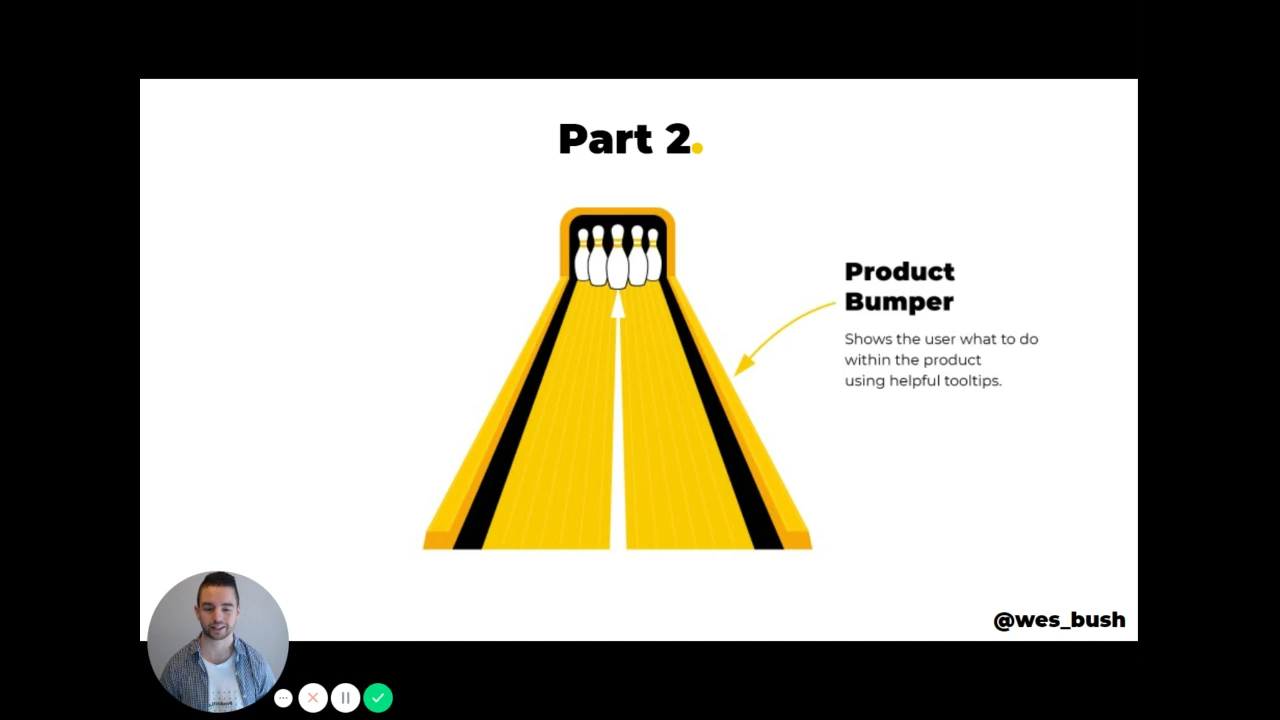 Part 2.
Product
Bumper
Shows the user what to do
within the product
using helpful tooltips.
@wes_bush